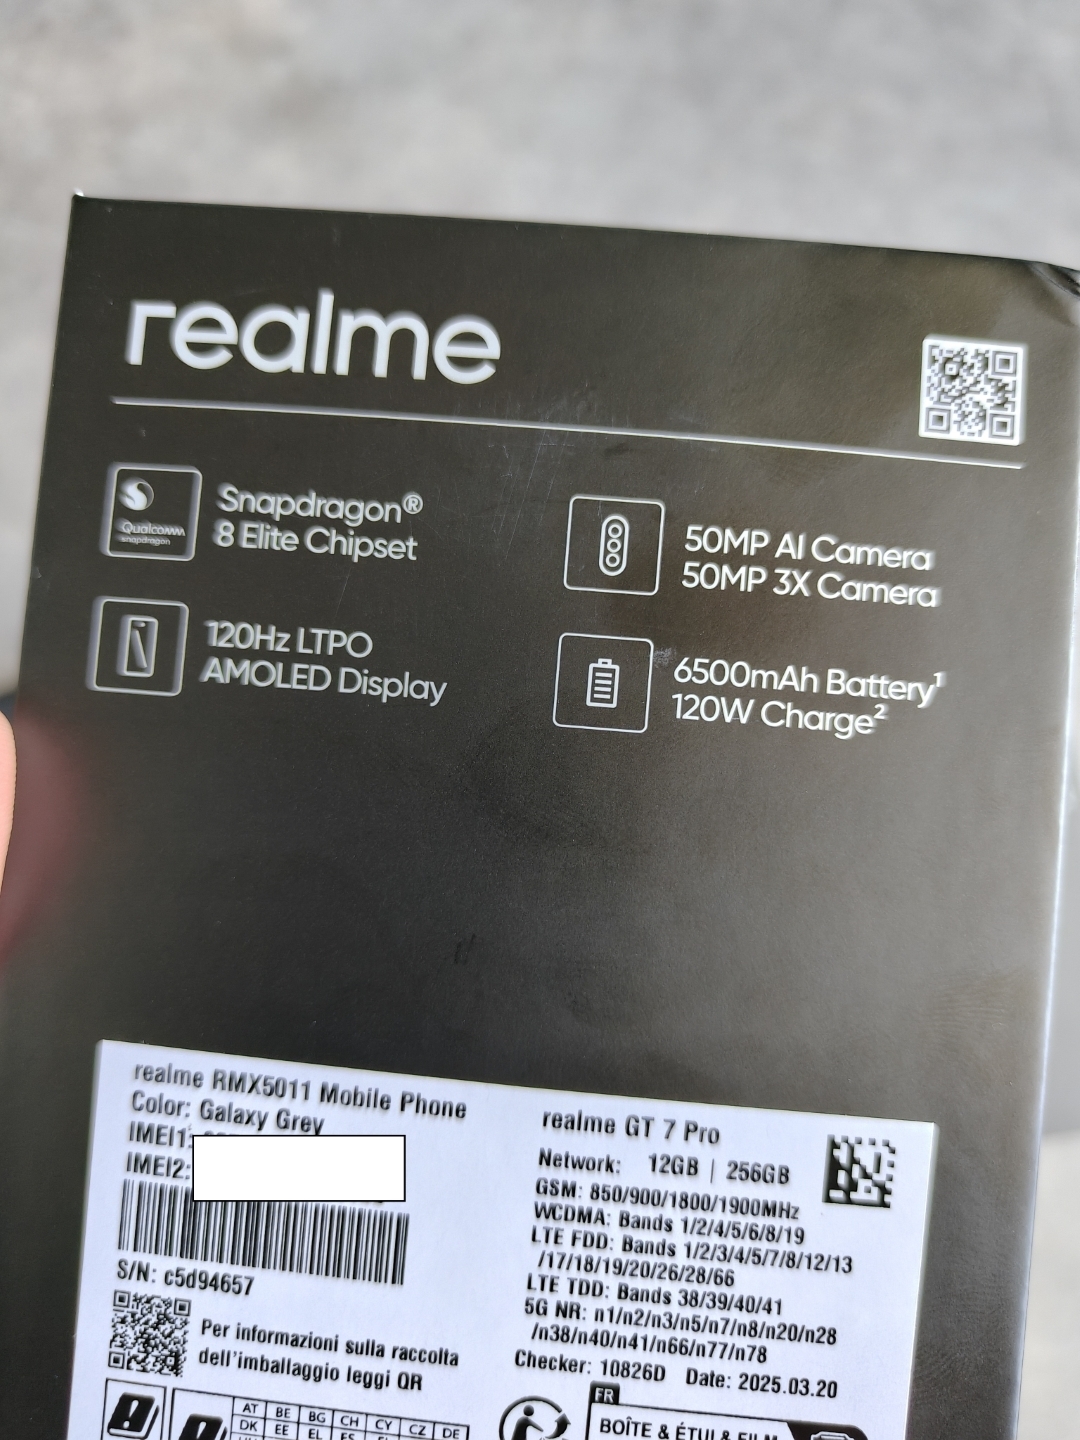 realme
Qualcomm
snapdragon
Snapdragon®
8 Elite Chipset
50MP AI Camera
50MP 3X Camera
120Hz LTPO
AMOLED Display
6500mAh Battery¹
120W Charge²
realme RMX5011 Mobile Phone
Color: Galaxy Grey
IMEI1:
IMEI2:
S/N: c5d94657
Per informazioni sulla raccolta
dell'imballaggio leggi QR
AT BE BG CH CY CZ DE
DK EE EL ES FI
realme GT 7 Pro
Network: 12GB | 256GB
GSM: 850/900/1800/1900MHz
WCDMA: Bands 1/2/4/5/6/8/19
LTE FDD: Bands 1/2/3/4/5/7/8/12/13
/17/18/19/20/26/28/66
LTE TDD: Bands 38/39/40/41
5G NR: n1/n2/n3/n5/n7/n8/n20/n28
/n38/n40/n41/n66/n77/n78
Checker: 10826D Date: 2025.03.20
FR
BOÎTE & ÉTUI & FILM